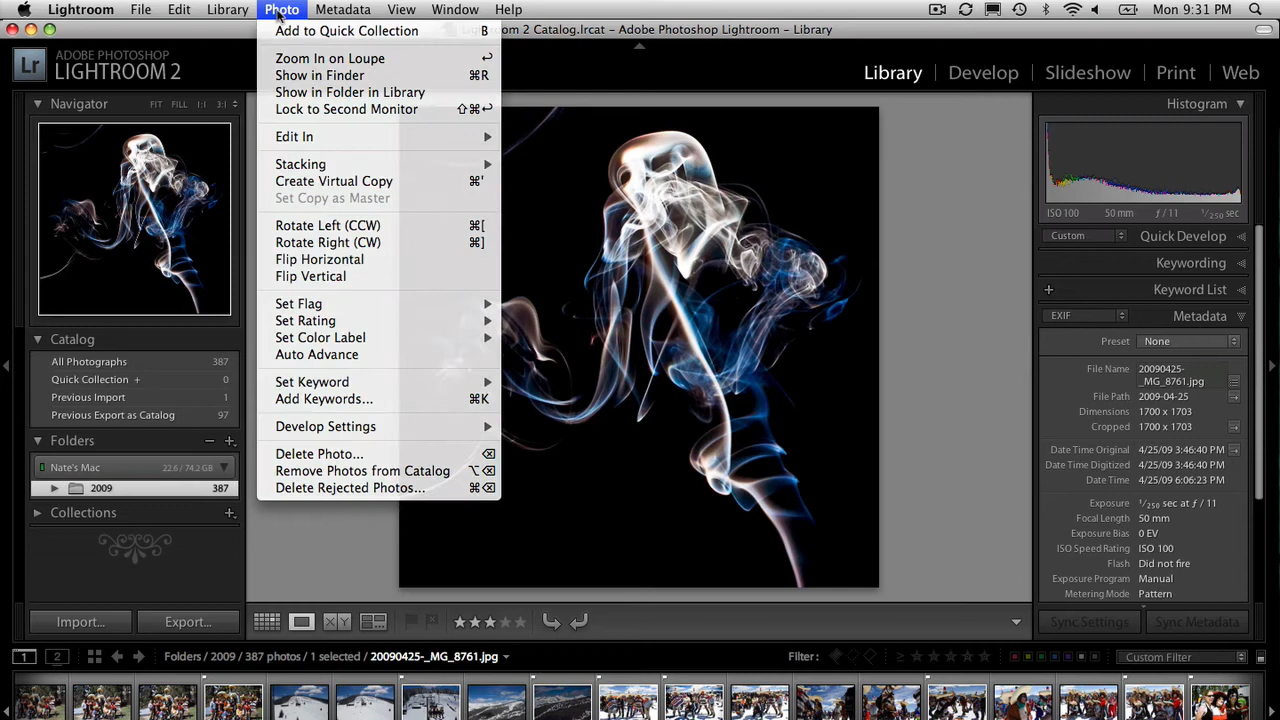 Lightroom File Edit Library Photo Metadata View Window Help Mon 9:31 PM
m 2 Catalog.lrcat - Adobe Photoshop Lightroom - Library
Lr ADOBE PHOTOSHOP
LIGHTROOM 2
Library | Develop | Slideshow | Print | Web
Navigator FIT FILL 1:1 3:1
Catalog
All Photographs 387
Quick Collection + 0
Previous Import 1
Previous Export as Catalog 97
Folders − +
Nate's Mac 22.6 / 74.2 GB
2009 387
Collections +
Import... Export...
Add to Quick Collection B
Zoom In on Loupe ↩
Show in Finder ⌘R
Show in Folder in Library
Lock to Second Monitor ⇧⌘↩
Edit In
Stacking
Create Virtual Copy ⌘'
Set Copy as Master
Rotate Left (CCW) ⌘[
Rotate Right (CW) ⌘]
Flip Horizontal
Flip Vertical
Set Flag
Set Rating
Set Color Label
Auto Advance
Set Keyword
Add Keywords... ⌘K
Develop Settings
Delete Photo... ⌫
Remove Photos from Catalog ⌥⌫
Delete Rejected Photos... ⌘⌫
Histogram
ISO 100 50 mm ƒ / 11 1/250 sec
Custom Quick Develop
Keywording
+ Keyword List
EXIF Metadata
Preset None
File Name 20090425-
_MG_8761.jpg
File Path 2009-04-25
Dimensions 1700 x 1703
Cropped 1700 x 1703
Date Time Original 4/25/09 3:46:40 PM
Date Time Digitized 4/25/09 3:46:40 PM
Date Time 4/25/09 6:06:23 PM
Exposure 1/250 sec at ƒ / 11
Focal Length 50 mm
Exposure Bias 0 EV
ISO Speed Rating ISO 100
Flash Did not fire
Exposure Program Manual
Metering Mode Pattern
Sync Settings Sync Metadata
X Y
1 2 Folders / 2009 / 387 photos / 1 selected / 20090425-_MG_8761.jpg Filter: ≥ Custom Filter